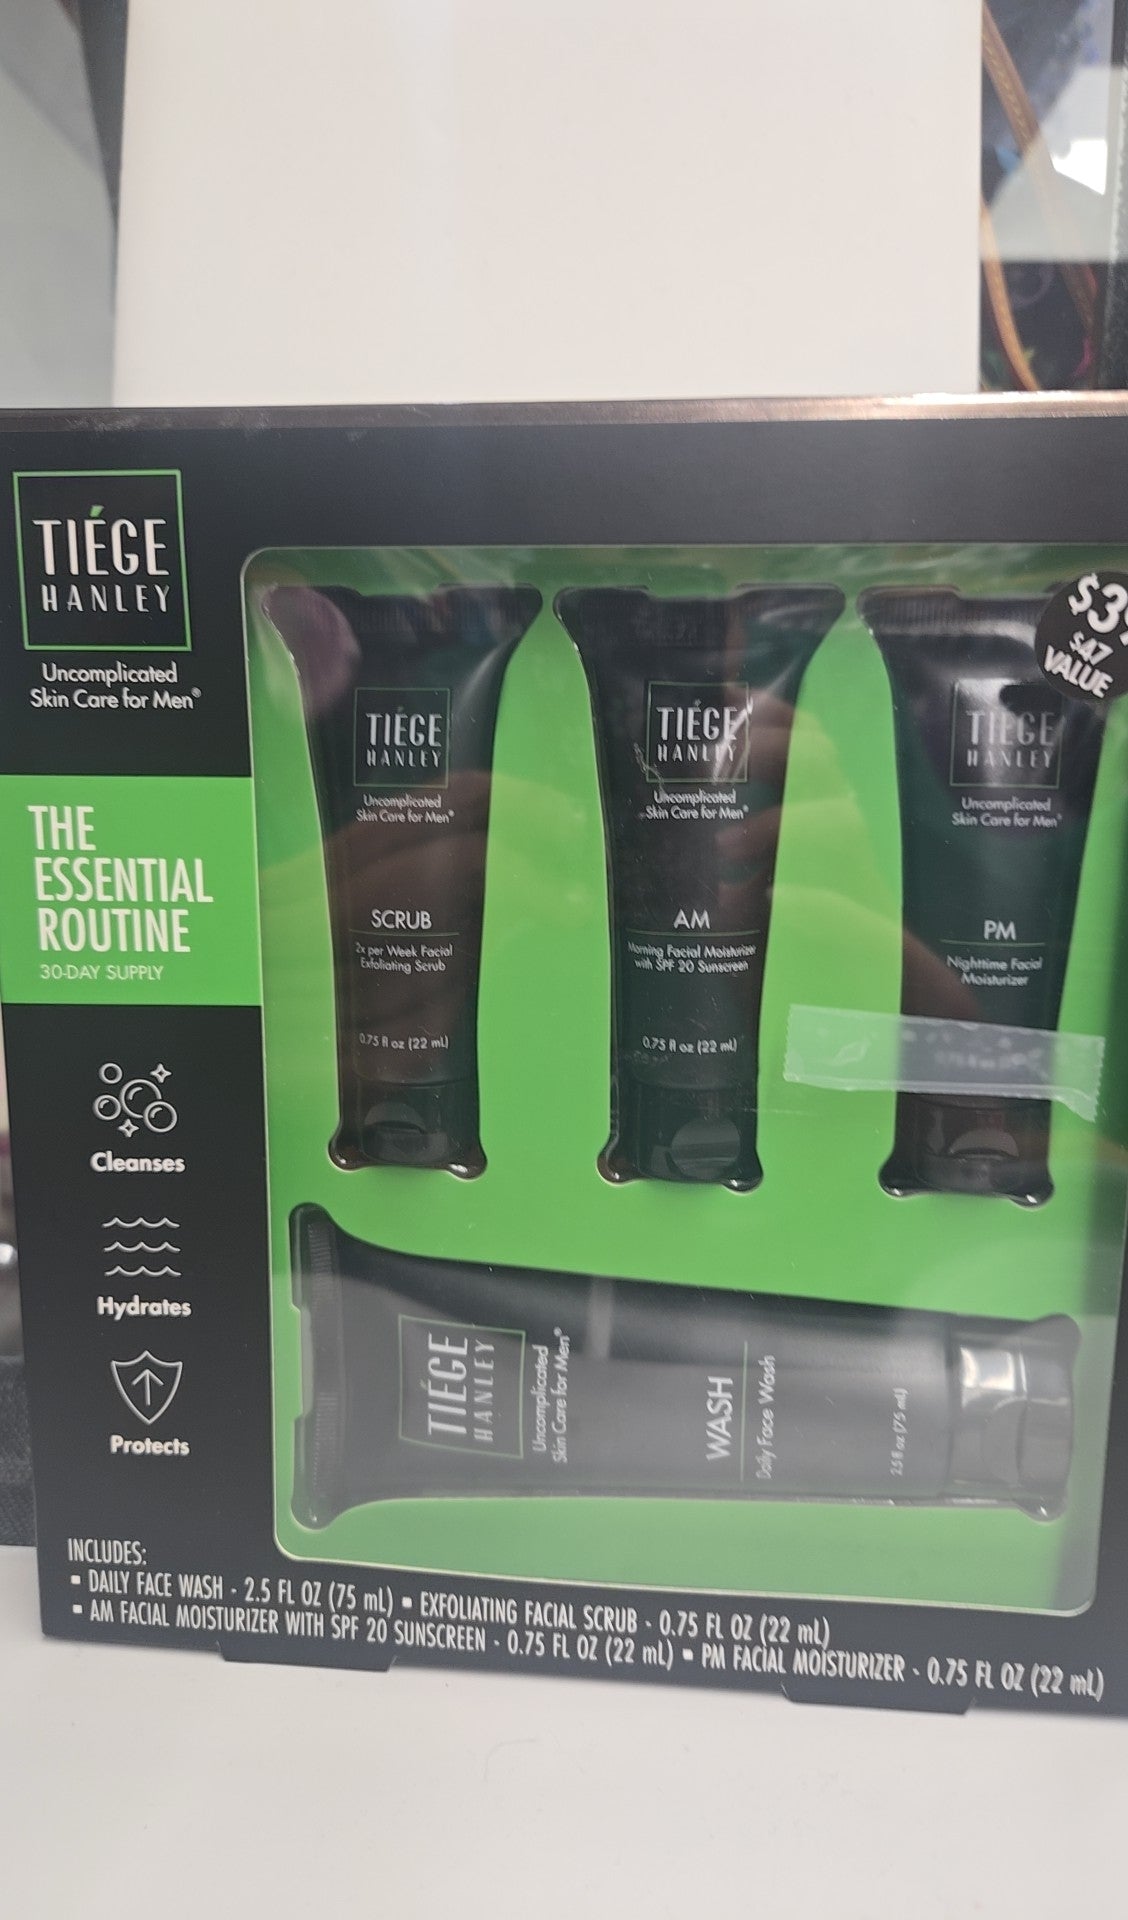 TIÉGE
HANLEY
Uncomplicated
Skin Care for Men®
THE
ESSENTIAL
ROUTINE
30-DAY SUPPLY
Cleanses
Hydrates
Protects
TIÉGE
HANLEY
Uncomplicated
Skin Care for Men®
SCRUB
2x per Week Facial
Exfoliating Scrub
0.75 fl oz (22 mL)
TIÉGE
HANLEY
Uncomplicated
Skin Care for Men®
AM
Morning Facial Moisturizer
with SPF 20 Sunscreen
0.75 fl oz (22 mL)
TIÉGE
HANLEY
Uncomplicated
Skin Care for Men®
PM
Nighttime Facial
Moisturizer
$47
VALUE
TIÉGE
HANLEY
Uncomplicated
Skin Care for Men®
WASH
Daily Face Wash
2.5 fl oz (75 mL)
INCLUDES:
▪ DAILY FACE WASH - 2.5 FL OZ (75 mL) ▪ EXFOLIATING FACIAL SCRUB - 0.75 FL OZ (22 mL)
▪ AM FACIAL MOISTURIZER WITH SPF 20 SUNSCREEN - 0.75 FL OZ (22 mL) ▪ PM FACIAL MOISTURIZER - 0.75 FL OZ (22 mL)